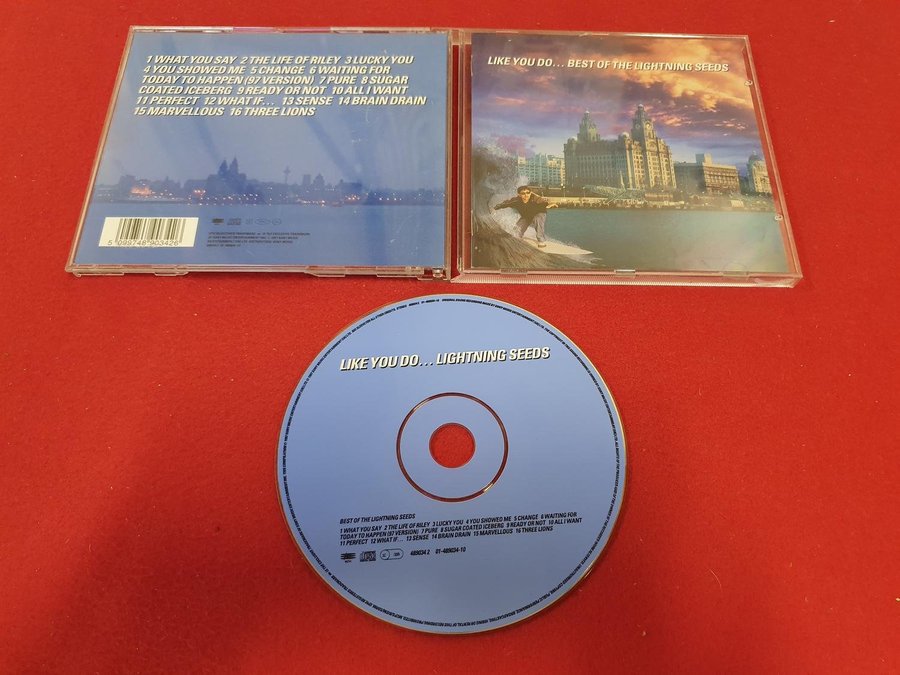 1 WHAT YOU SAY 2 THE LIFE OF RILEY 3 LUCKY YOU
4 YOU SHOWED ME 5 CHANGE 6 WAITING FOR
TODAY TO HAPPEN (97 VERSION) 7 PURE 8 SUGAR
COATED ICEBERG 9 READY OR NOT 10 ALL I WANT
11 PERFECT 12 WHAT IF... 13 SENSE 14 BRAIN DRAIN
15 MARVELLOUS 16 THREE LIONS
5 099748 903426
LIKE YOU DO... BEST OF THE LIGHTNING SEEDS
LIKE YOU DO... LIGHTNING SEEDS
BEST OF THE LIGHTNING SEEDS
1 WHAT YOU SAY 2 THE LIFE OF RILEY 3 LUCKY YOU 4 YOU SHOWED ME 5 CHANGE 6 WAITING FOR
TODAY TO HAPPEN (97 VERSION) 7 PURE 8 SUGAR COATED ICEBERG 9 READY OR NOT 10 ALL I WANT
11 PERFECT 12 WHAT IF... 13 SENSE 14 BRAIN DRAIN 15 MARVELLOUS 16 THREE LIONS
489034 2 01-489034-10